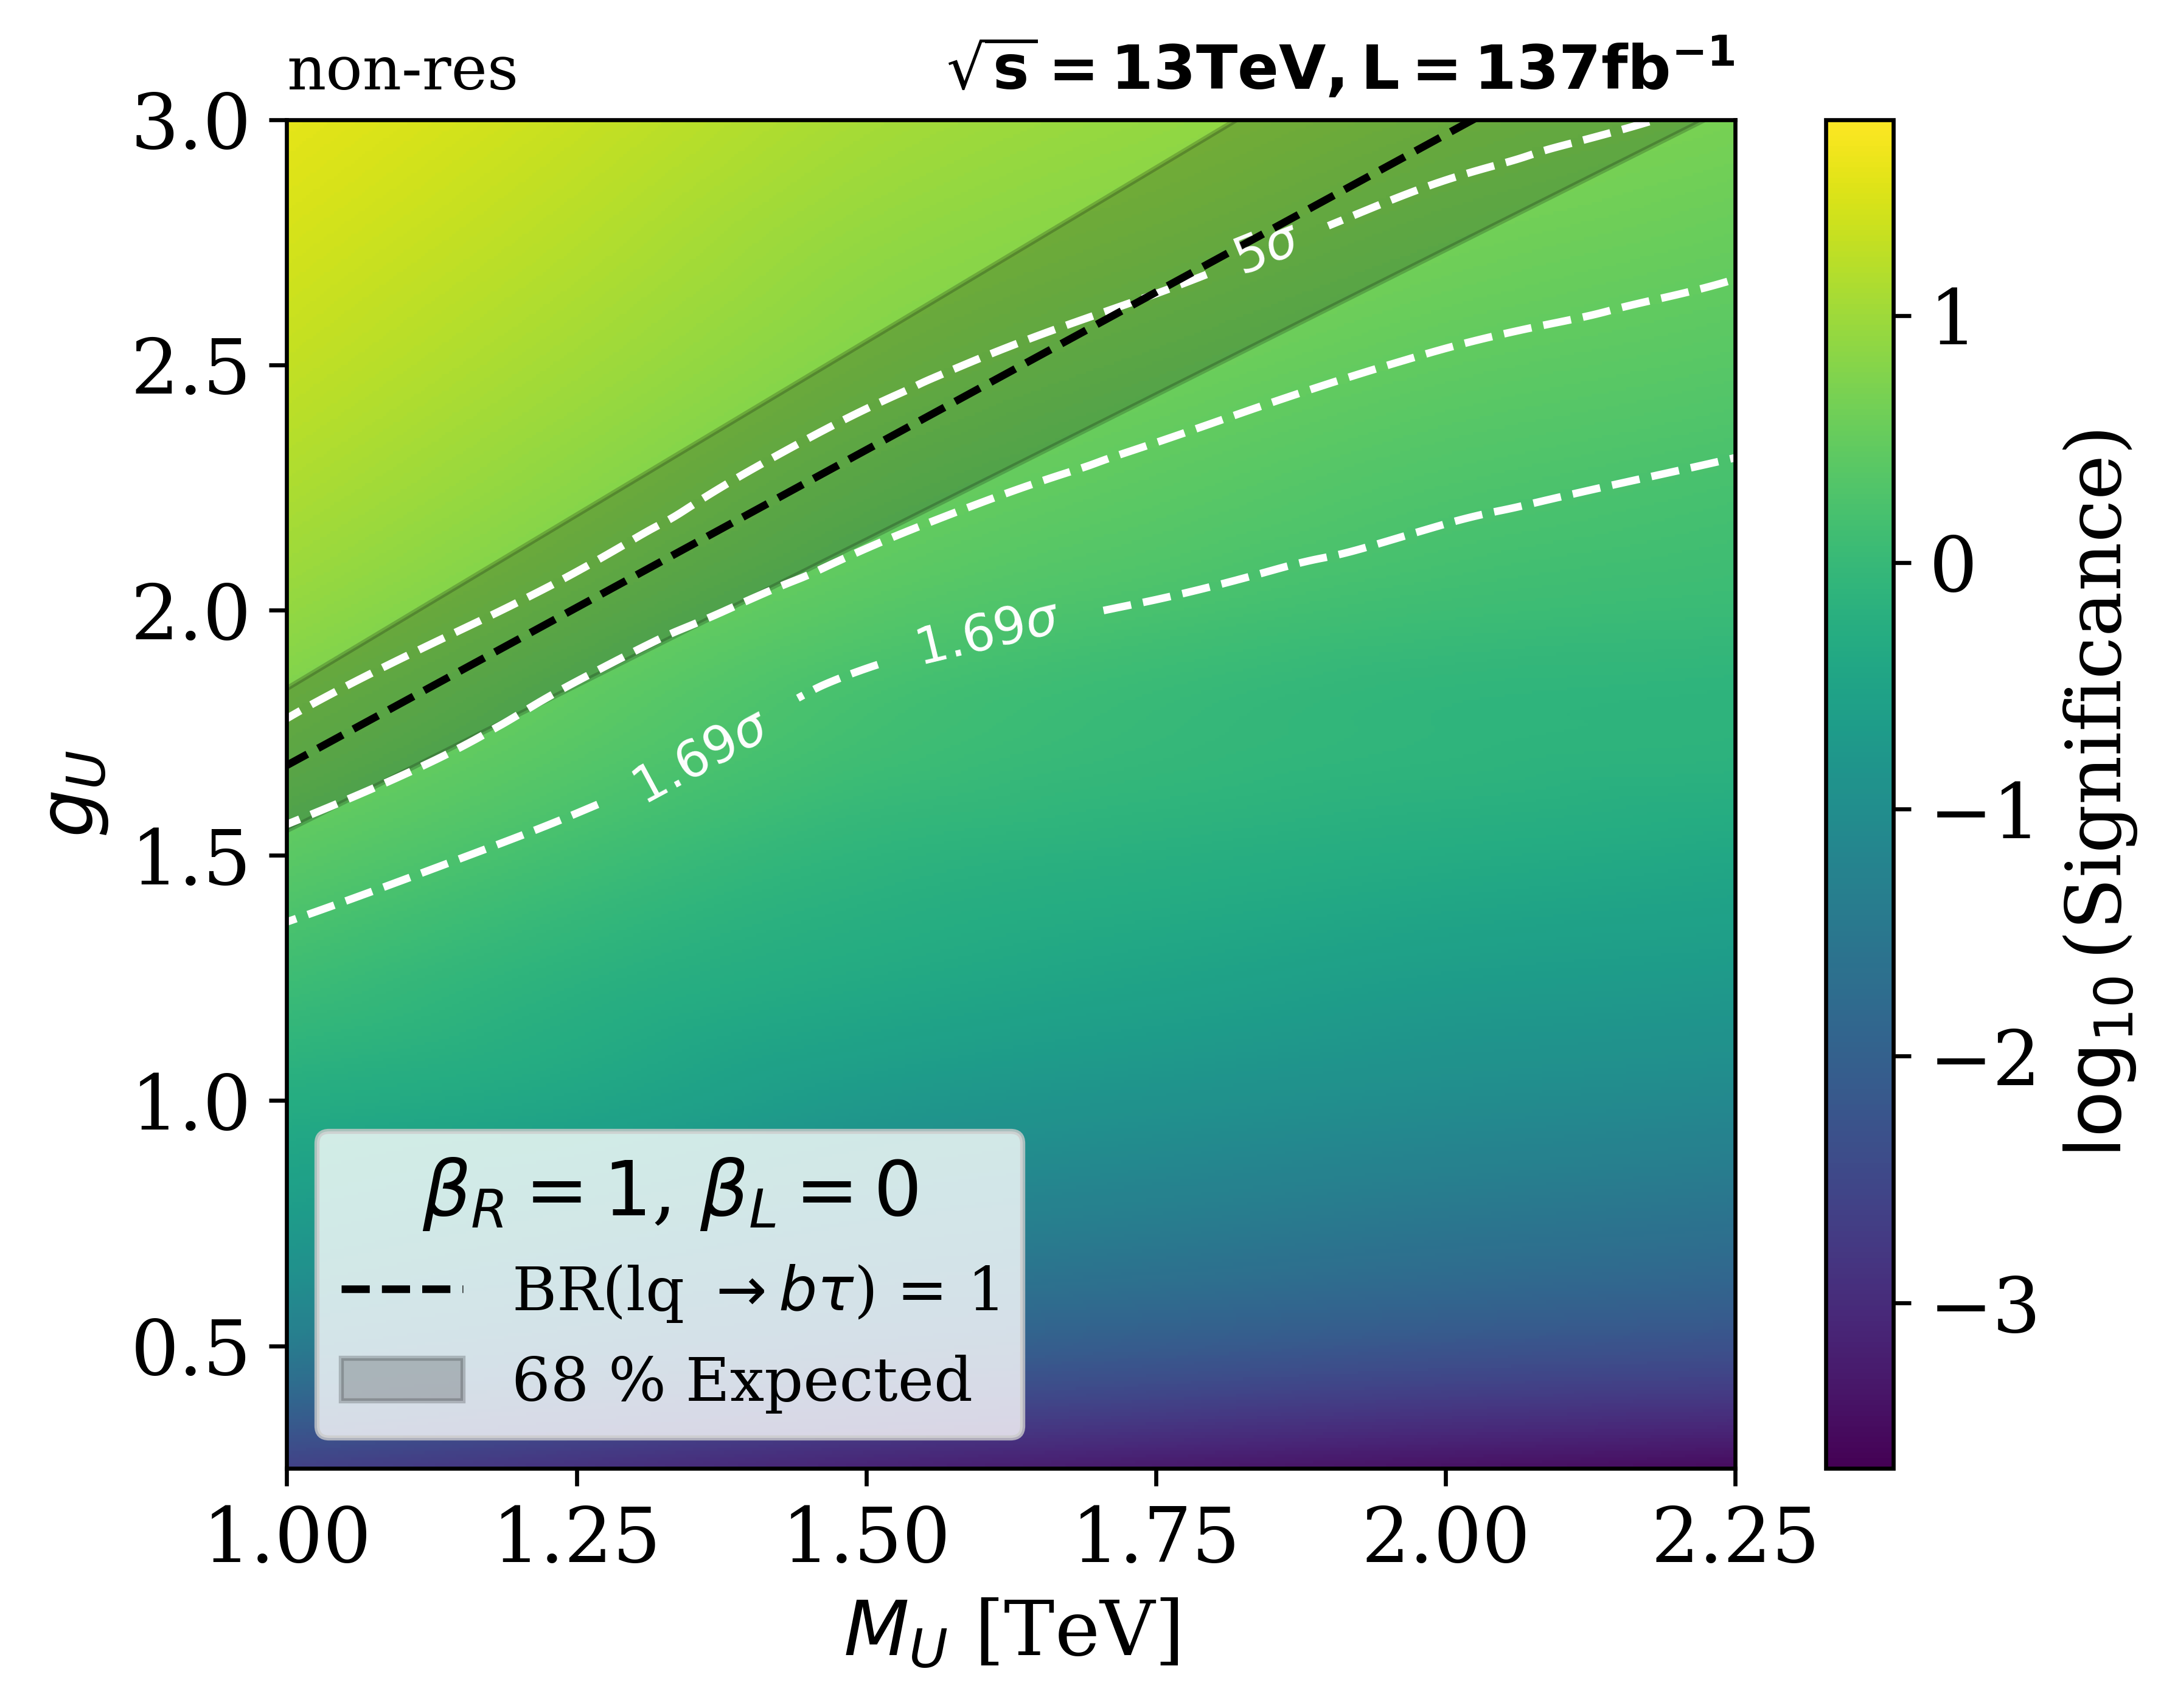 non-res
√s = 13TeV, L = 137fb⁻¹
3.0
2.5
2.0
1.5
1.0
0.5
g_U
5σ
1.69σ
1.69σ
β_R = 1, β_L = 0
BR(lq → bτ) = 1
68 % Expected
1.00 1.25 1.50 1.75 2.00 2.25
M_U [TeV]
1
0
−1
−2
−3
log₁₀ (Significance)